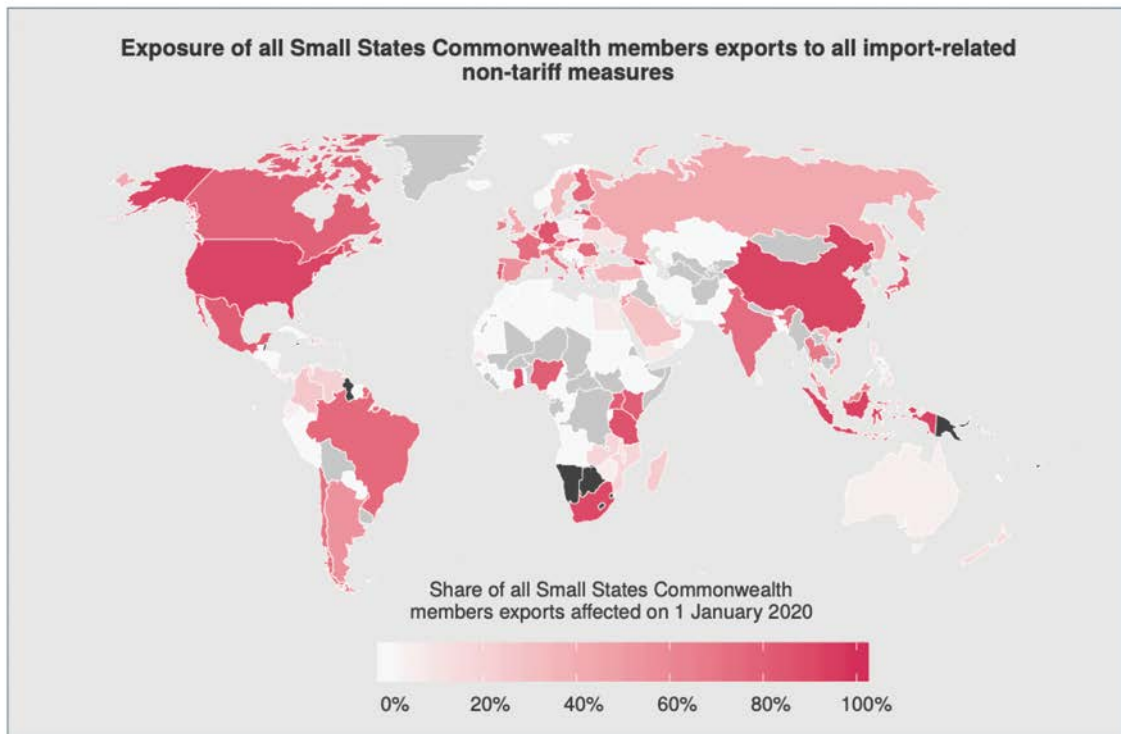 Exposure of all Small States Commonwealth members exports to all import-related
non-tariff measures
Share of all Small States Commonwealth
members exports affected on 1 January 2020
0% 20% 40% 60% 80% 100%